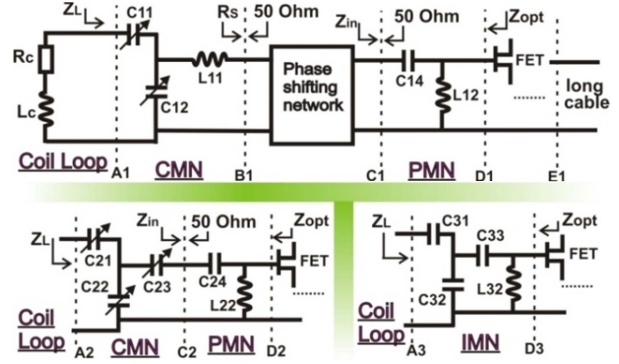 ZL C11 RS 50 Ohm Zin 50 Ohm Zopt
Rc L11 C14 FET
Phase shifting network
Lc C12 L12 long cable
Coil Loop A1 CMN B1 C1 PMN D1 E1
Zin 50 Ohm Zopt ZL C31 Zopt
ZL C21 C33
C22 C23 C24 FET FET
L22 C32 L32
Coil Loop A2 CMN C2 PMN D2
Coil Loop A3 IMN D3